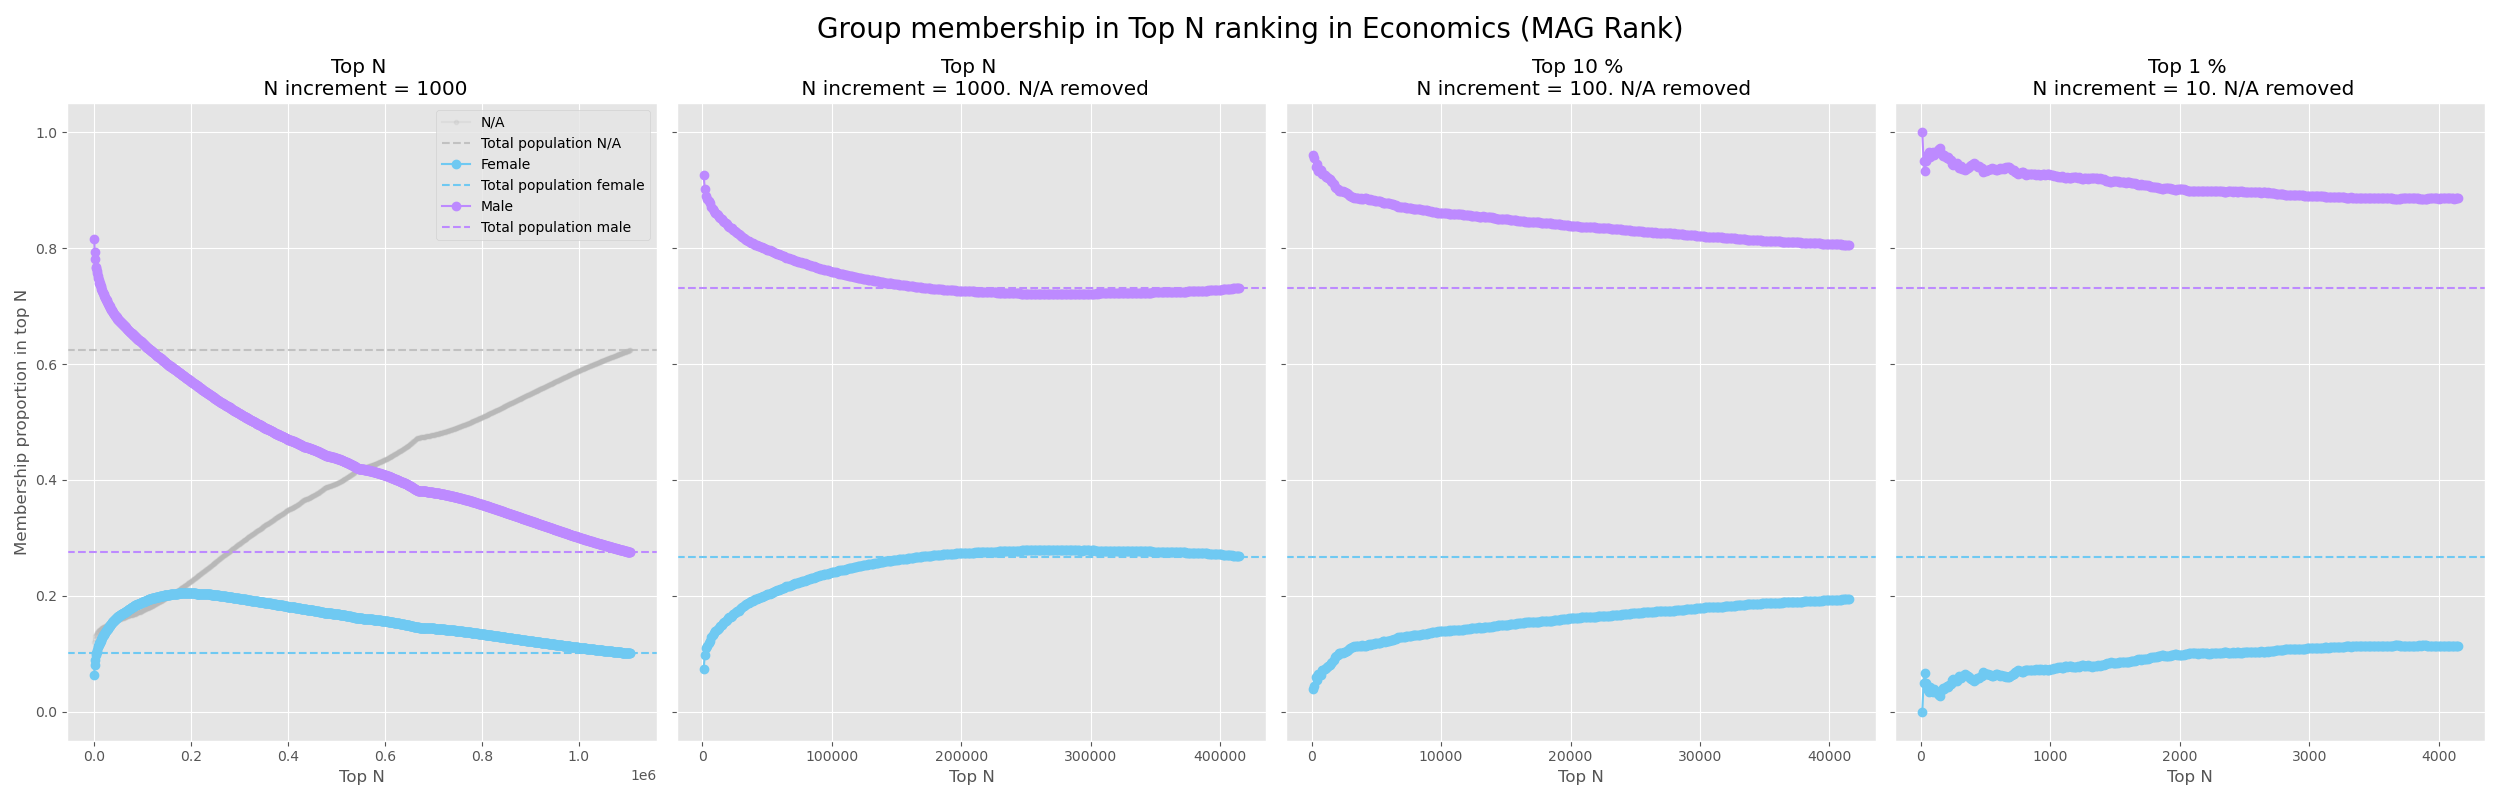 Group membership in Top N ranking in Economics (MAG Rank)
Top N
N increment = 1000
Top N
N increment = 1000. N/A removed
Top 10 %
N increment = 100. N/A removed
Top 1 %
N increment = 10. N/A removed
N/A
Total population N/A
Female
Total population female
Male
Total population male
Membership proportion in top N
1.0
0.8
0.6
0.4
0.2
0.0
0.0 0.2 0.4 0.6 0.8 1.0
1e6
Top N
0 100000 200000 300000 400000
Top N
0 10000 20000 30000 40000
Top N
0 1000 2000 3000 4000
Top N